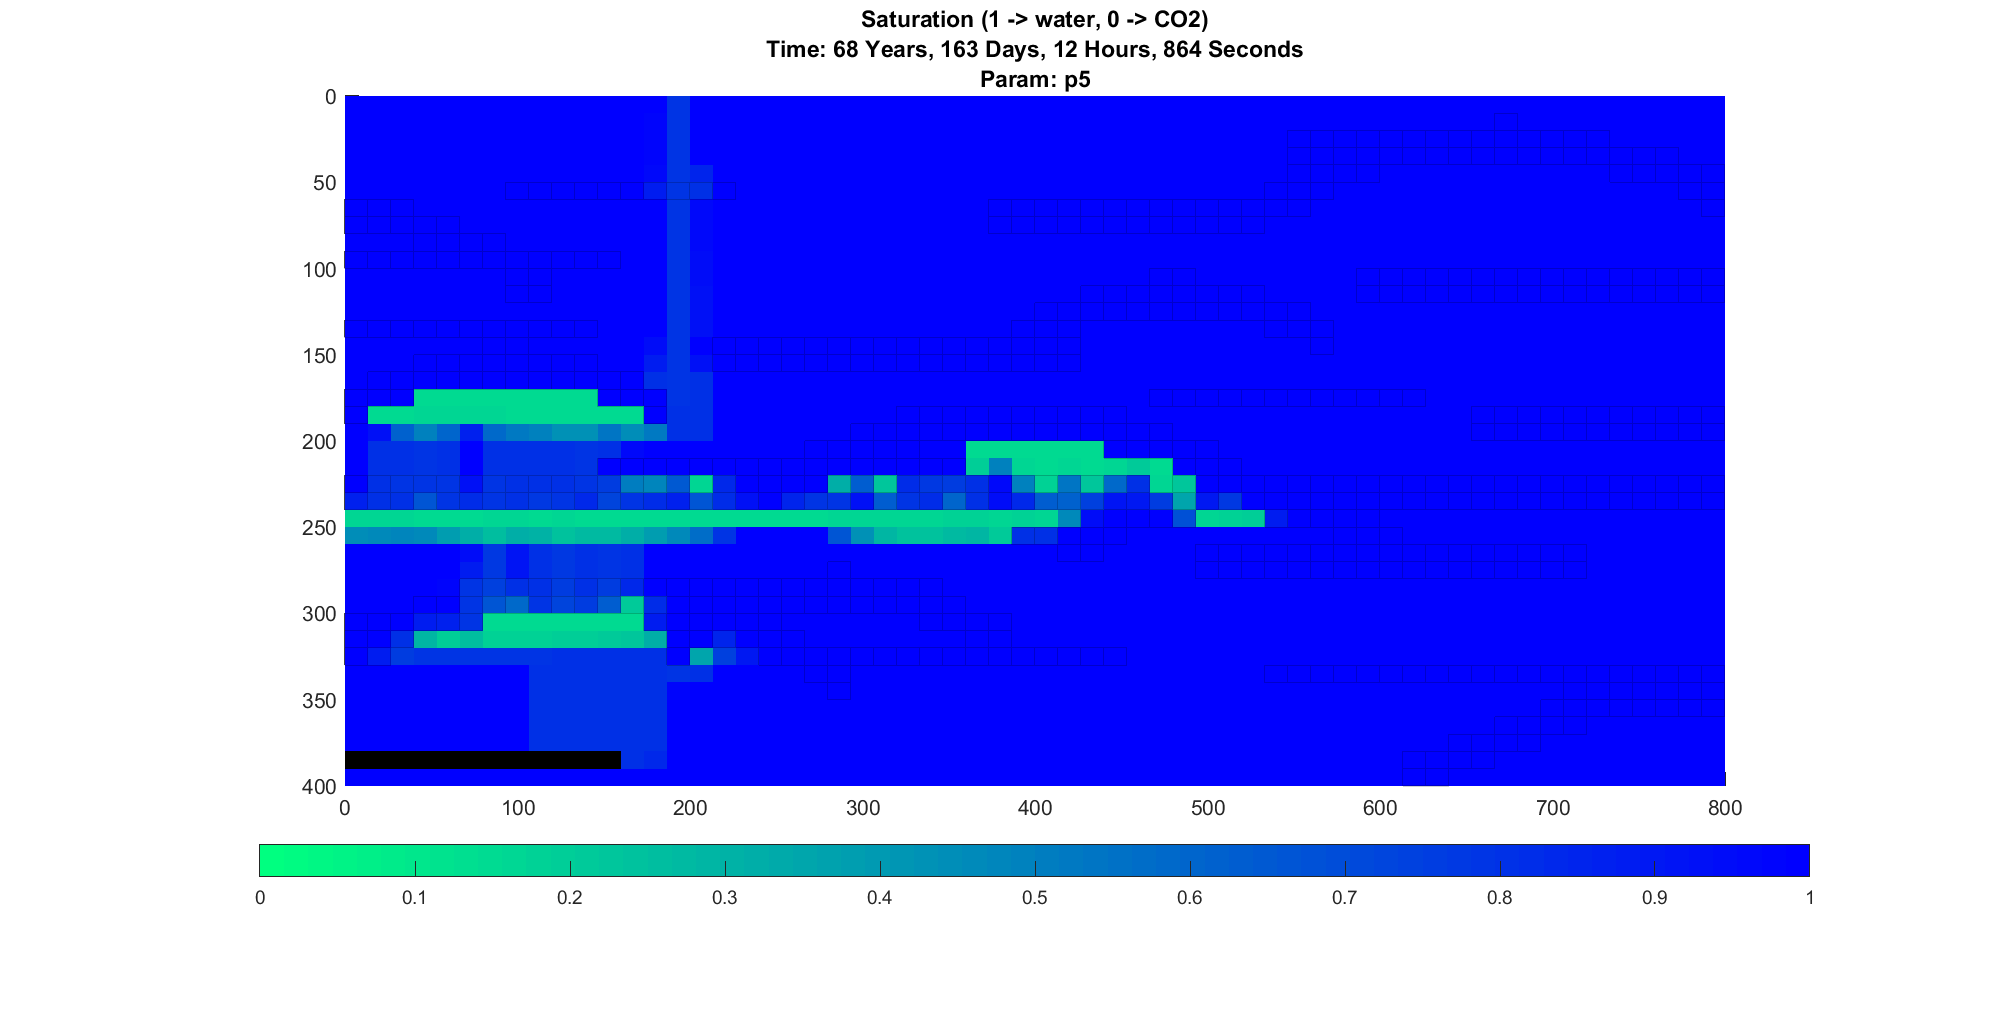 Saturation (1 -> water, 0 -> CO2)
Time: 68 Years, 163 Days, 12 Hours, 864 Seconds
Param: p5
0
50
100
150
200
250
300
350
400
0 100 200 300 400 500 600 700 800
0 0.1 0.2 0.3 0.4 0.5 0.6 0.7 0.8 0.9 1